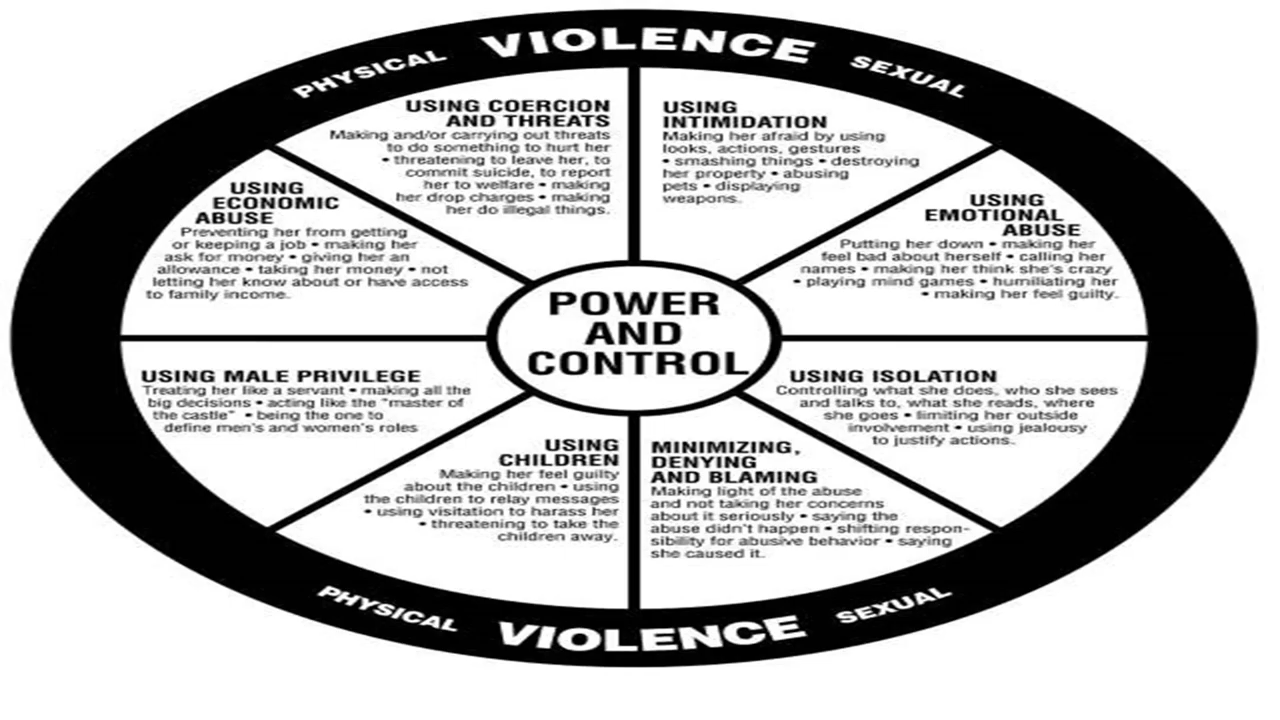 PHYSICAL VIOLENCE SEXUAL
USING COERCION
AND THREATS
Making and/or carrying out threats
to do something to hurt her
• threatening to leave her, to
commit suicide, to report
her to welfare • making
her drop charges • making
her do illegal things.
USING
INTIMIDATION
Making her afraid by using
looks, actions, gestures
• smashing things • destroying
her property • abusing
pets • displaying
weapons.
USING
ECONOMIC
ABUSE
Preventing her from getting
or keeping a job • making her
ask for money • giving her an
allowance • taking her money • not
letting her know about or have access
to family income.
USING
EMOTIONAL
ABUSE
Putting her down • making her
feel bad about herself • calling her
names • making her think she's crazy
• playing mind games • humiliating her
• making her feel guilty.
POWER
AND
CONTROL
USING MALE PRIVILEGE
Treating her like a servant • making all the
big decisions • acting like the "master of
the castle" • being the one to
define men's and women's roles
USING ISOLATION
Controlling what she does, who she sees
and talks to, what she reads, where
she goes • limiting her outside
involvement • using jealousy
to justify actions.
USING
CHILDREN
Making her feel guilty
about the children • using
the children to relay messages
• using visitation to harass her
• threatening to take the
children away.
MINIMIZING,
DENYING
AND BLAMING
Making light of the abuse
and not taking her concerns
about it seriously • saying the
abuse didn't happen • shifting respon-
sibility for abusive behavior • saying
she caused it.
PHYSICAL VIOLENCE SEXUAL